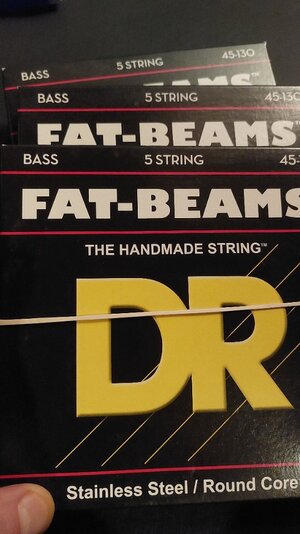 BASS 5 STRING 45-130
BASS 5 STRING 45-130
FAT-BEAMS
BASS 5 STRING 45-
FAT-BEAMS
THE HANDMADE STRING™
DR
Stainless Steel / Round Core